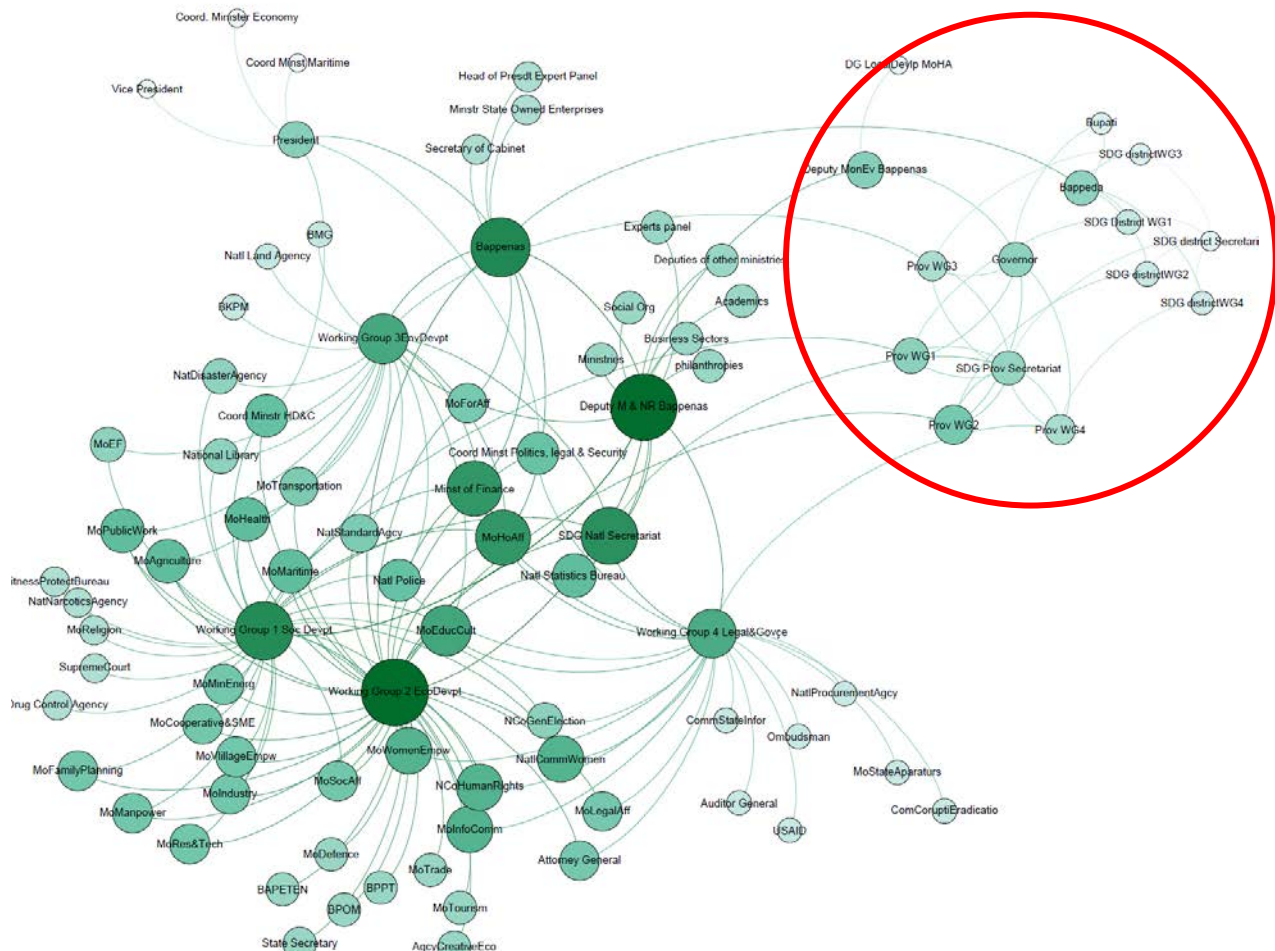 Coord. Minister Economy
Coord Minst Maritime
Vice President
President
Head of Presdt Expert Panel
Minstr State Owned Enterprises
Secretary of Cabinet
DG LocalDevlp MoHA
Bupati
SDG districtWG3
Deputy MonEv Bappenas
Bappeda
SDG District WG1
SDG district Secretari
SDG districtWG2
SDG districtWG4
Prov WG3
Governor
BMG
Natl Land Agency
Bappenas
Experts panel
Deputies of other ministries
BKPM
Social Org
Academics
Working Group 3EnvDevpt
Business Sectors
Ministries
philanthropies
Prov WG1
SDG Prov Secretariat
NatDisasterAgency
MoForAff
Deputy M & NR Bappenas
Coord Minstr HD&C
Prov WG2
Prov WG4
MoEF
National Library
Coord Minst Politics, legal & Security
MoTransportation
Minst of Finance
MoPublicWork
MoHealth
NatStandardAgcy
MoHoAff
SDG Natl Secretariat
MoAgriculture
MoMaritime
Natl Police
Natl Statistics Bureau
itnessProtectBureau
NatNarcoticsAgency
MoReligion
Working Group 1 Soc Devpt
MoEducCult
Working Group 4 Legal&Govçe
SupremeCourt
MoMinEnerg
Working Group 2 EcoDevpt
NatlProcurementAgcy
Drug Control Agency
MoCooperative&SME
NCoGenElection
CommStateInfor
Ombudsman
MoVlillageEmpw
MoWomenEmpw
NatlCommWomen
MoFamilyPlanning
MoSocAff
NCoHumanRights
MoStateAparaturs
MoIndustry
MoManpower
MoLegalAff
Auditor General
ComCoruptiEradicatio
MoRes&Tech
MoInfoComm
USAID
MoDefence
MoTrade
Attorney General
BAPETEN
BPPT
BPOM
MoTourism
State Secretary
AgcyCreativeEco